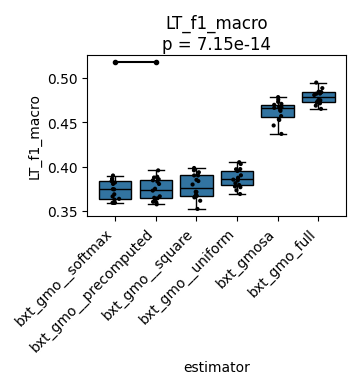 LT_f1_macro
p = 7.15e-14
LT_f1_macro
0.50
0.45
0.40
0.35
bxt_gmo__softmax
bxt_gmo__precomputed
bxt_gmo__square
bxt_gmo__uniform
bxt_gmosa
bxt_gmo_full
estimator